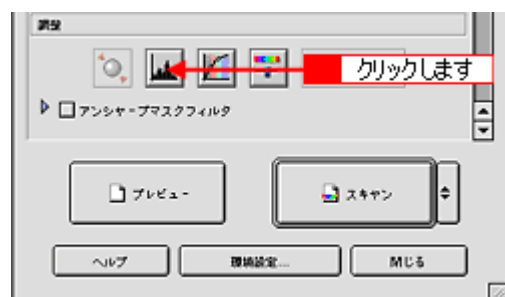 調整
クリックします
アンシャープマスクフィルタ
プレビュー
スキャン
ヘルプ
環境設定...
閉じる